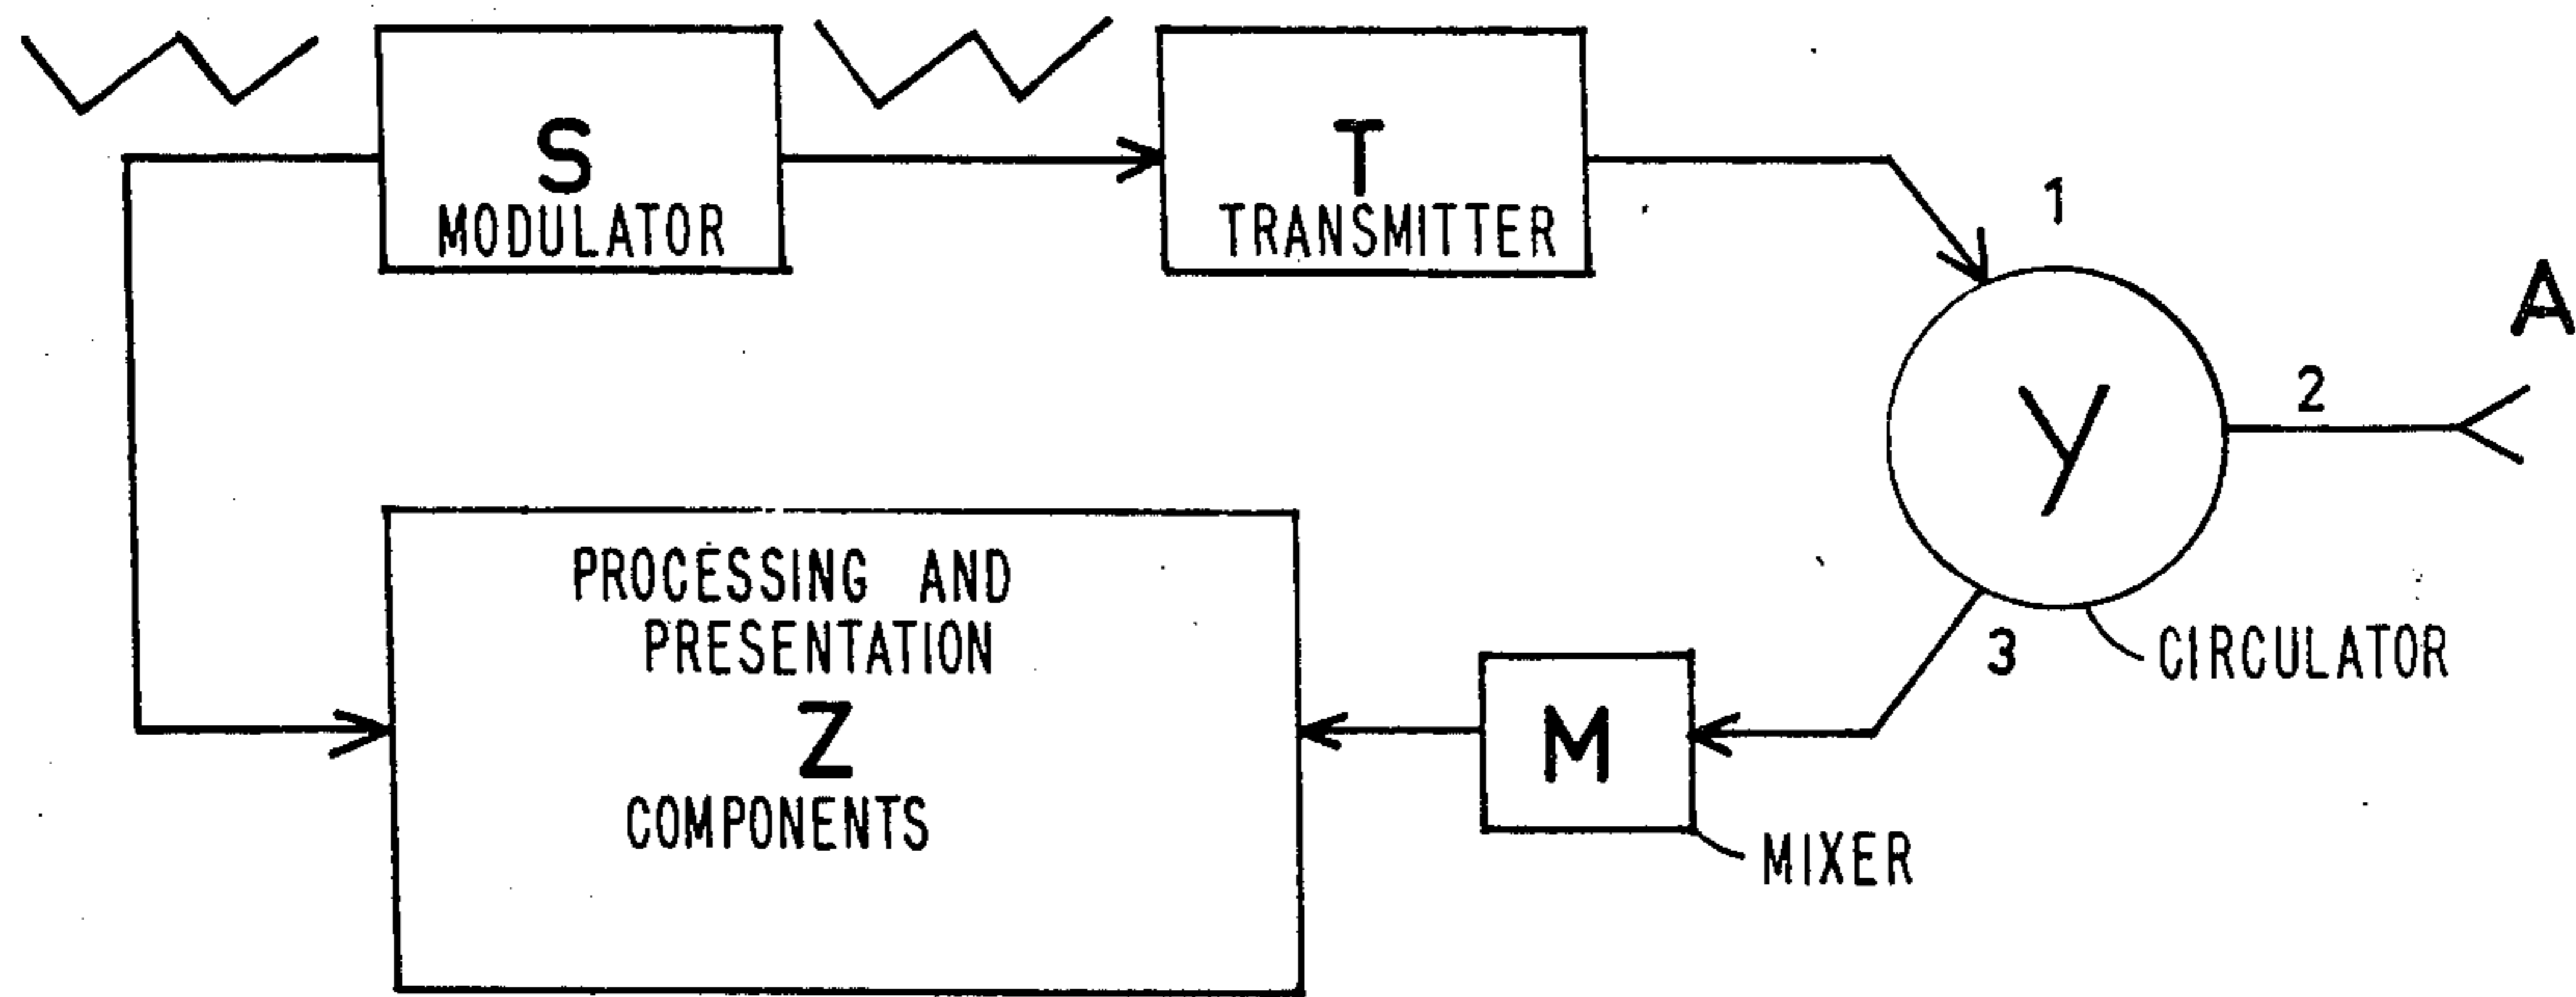 S
MODULATOR
T
TRANSMITTER
1
A
2
Y
3
CIRCULATOR
PROCESSING AND
PRESENTATION
Z
COMPONENTS
M
MIXER